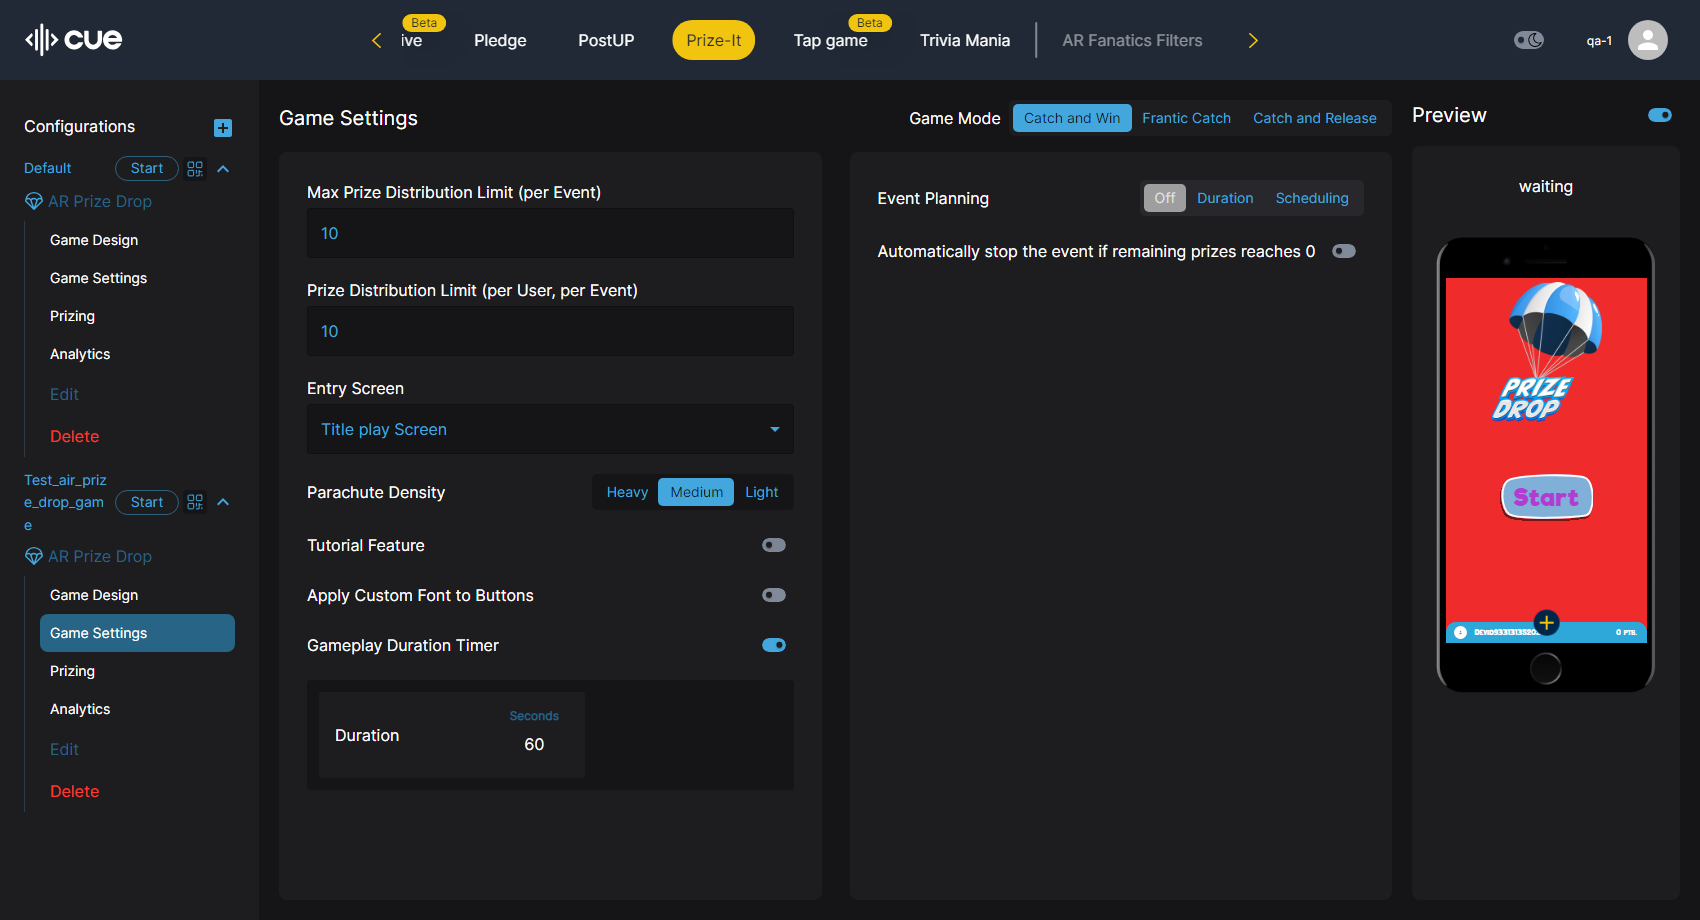 cue
ive
Beta
Pledge
PostUP
Prize-It
Tap game
Beta
Trivia Mania
AR Fanatics Filters
qa-1
Configurations
Default
Start
AR Prize Drop
Game Design
Game Settings
Prizing
Analytics
Edit
Delete
Test_air_priz
e_drop_gam
e
Start
AR Prize Drop
Game Design
Game Settings
Prizing
Analytics
Edit
Delete
Game Settings
Game Mode
Catch and Win
Frantic Catch
Catch and Release
Max Prize Distribution Limit (per Event)
10
Prize Distribution Limit (per User, per Event)
10
Entry Screen
Title play Screen
Parachute Density
Heavy
Medium
Light
Tutorial Feature
Apply Custom Font to Buttons
Gameplay Duration Timer
Duration
Seconds
60
Event Planning
Off
Duration
Scheduling
Automatically stop the event if remaining prizes reaches 0
Preview
waiting
PRIZE
DROP
Start
0 PTS.